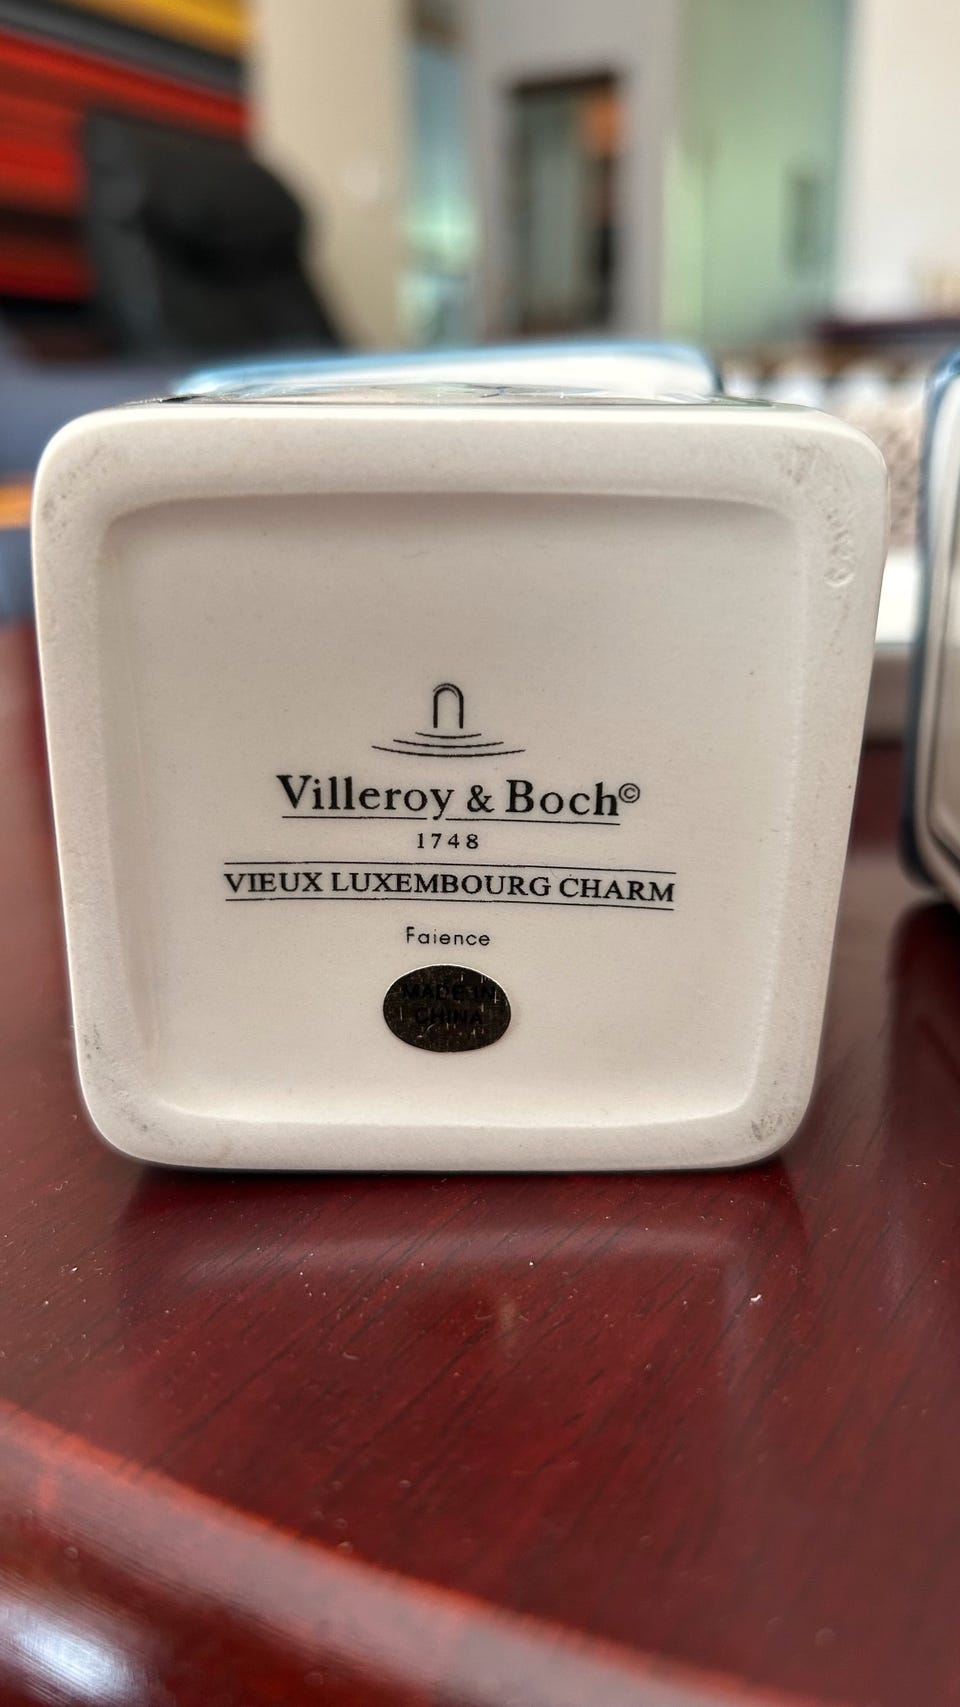 Villeroy & Boch©
1748
VIEUX LUXEMBOURG CHARM
Faience
MADE IN
CHINA